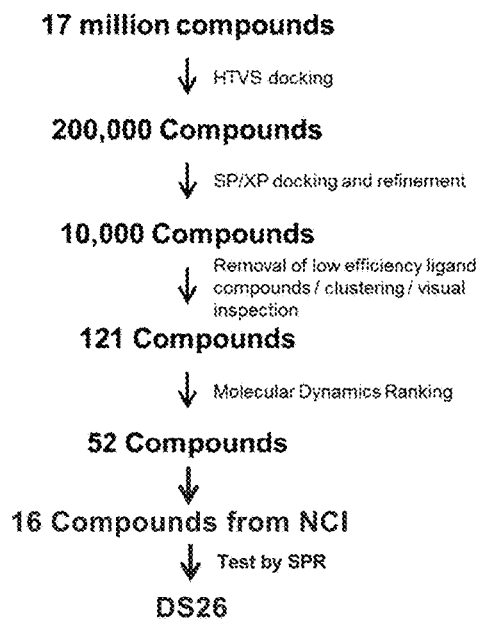 17 million compounds
HTVS docking
200,000 Compounds
SP/XP docking and refinement
10,000 Compounds
Removal of low efficiency ligand
compounds / clustering / visual
inspection
121 Compounds
Molecular Dynamics Ranking
52 Compounds
16 Compounds from NCI
Test by SPR
DS26